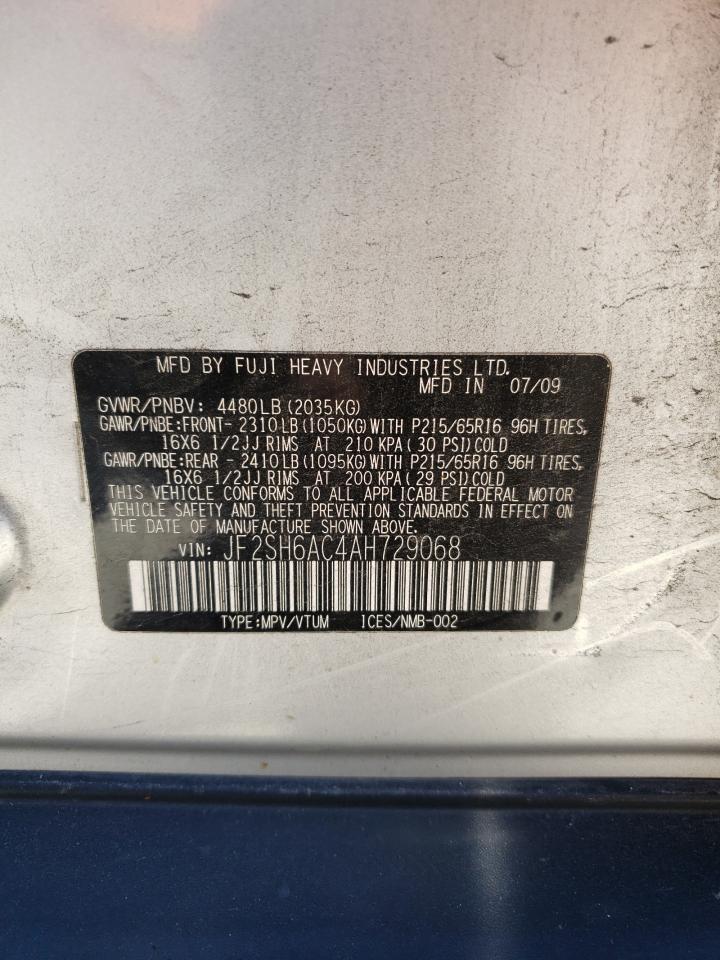 MFD BY FUJI HEAVY INDUSTRIES LTD.
MFD IN 07/09
GVWR/PNBV: 4480LB(2035KG)
GAWR/PNBE:FRONT- 2310LB(1050KG)WITH P215/65R16 96H TIRES,
16X6 1/2JJ RIMS AT 210 KPA(30 PSI)COLD
GAWR/PNBE:REAR - 2410LB(1095KG)WITH P215/65R16 96H TIRES,
16X6 1/2JJ RIMS AT 200 KPA(29 PSI)COLD
THIS VEHICLE CONFORMS TO ALL APPLICABLE FEDERAL MOTOR
VEHICLE SAFETY AND THEFT PREVENTION STANDARDS IN EFFECT ON
THE DATE OF MANUFACTURE SHOWN ABOVE.
VIN: JF2SH6AC4AH729068
TYPE:MPV/VTUM ICES/NMB-002